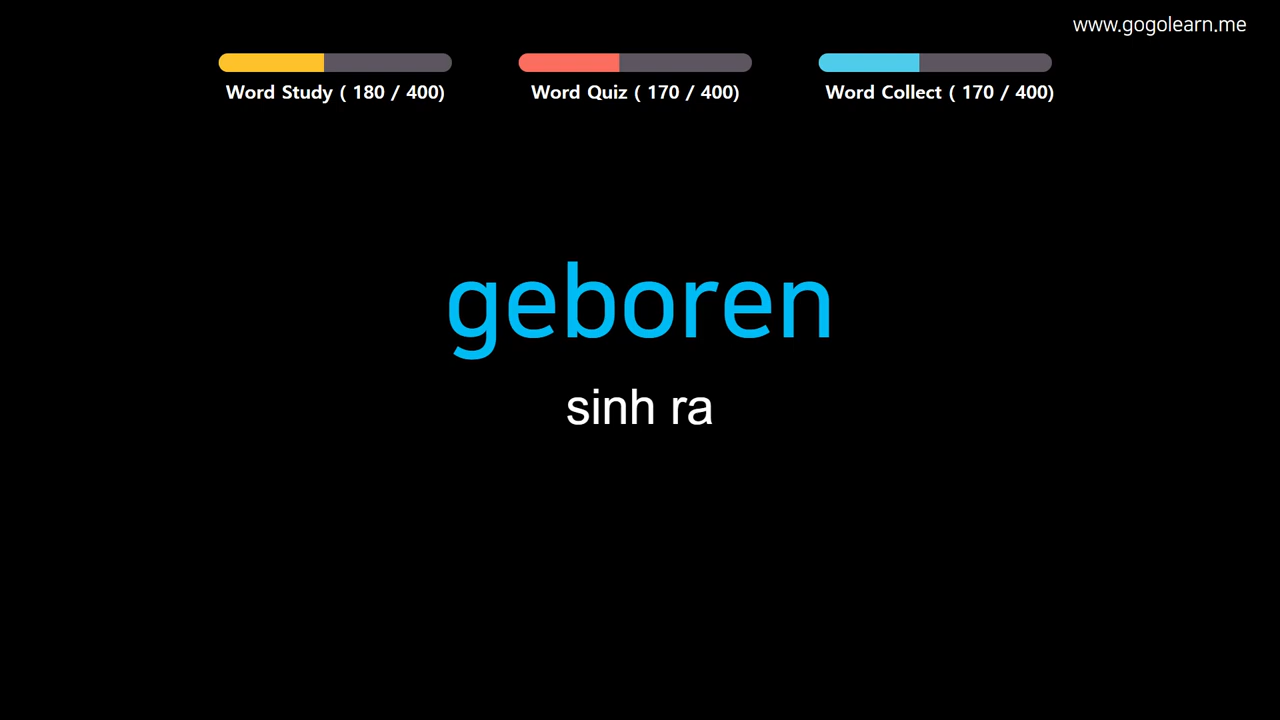 www.gogolearn.me
Word Study ( 180 / 400)
Word Quiz ( 170 / 400)
Word Collect ( 170 / 400)
geboren
sinh ra